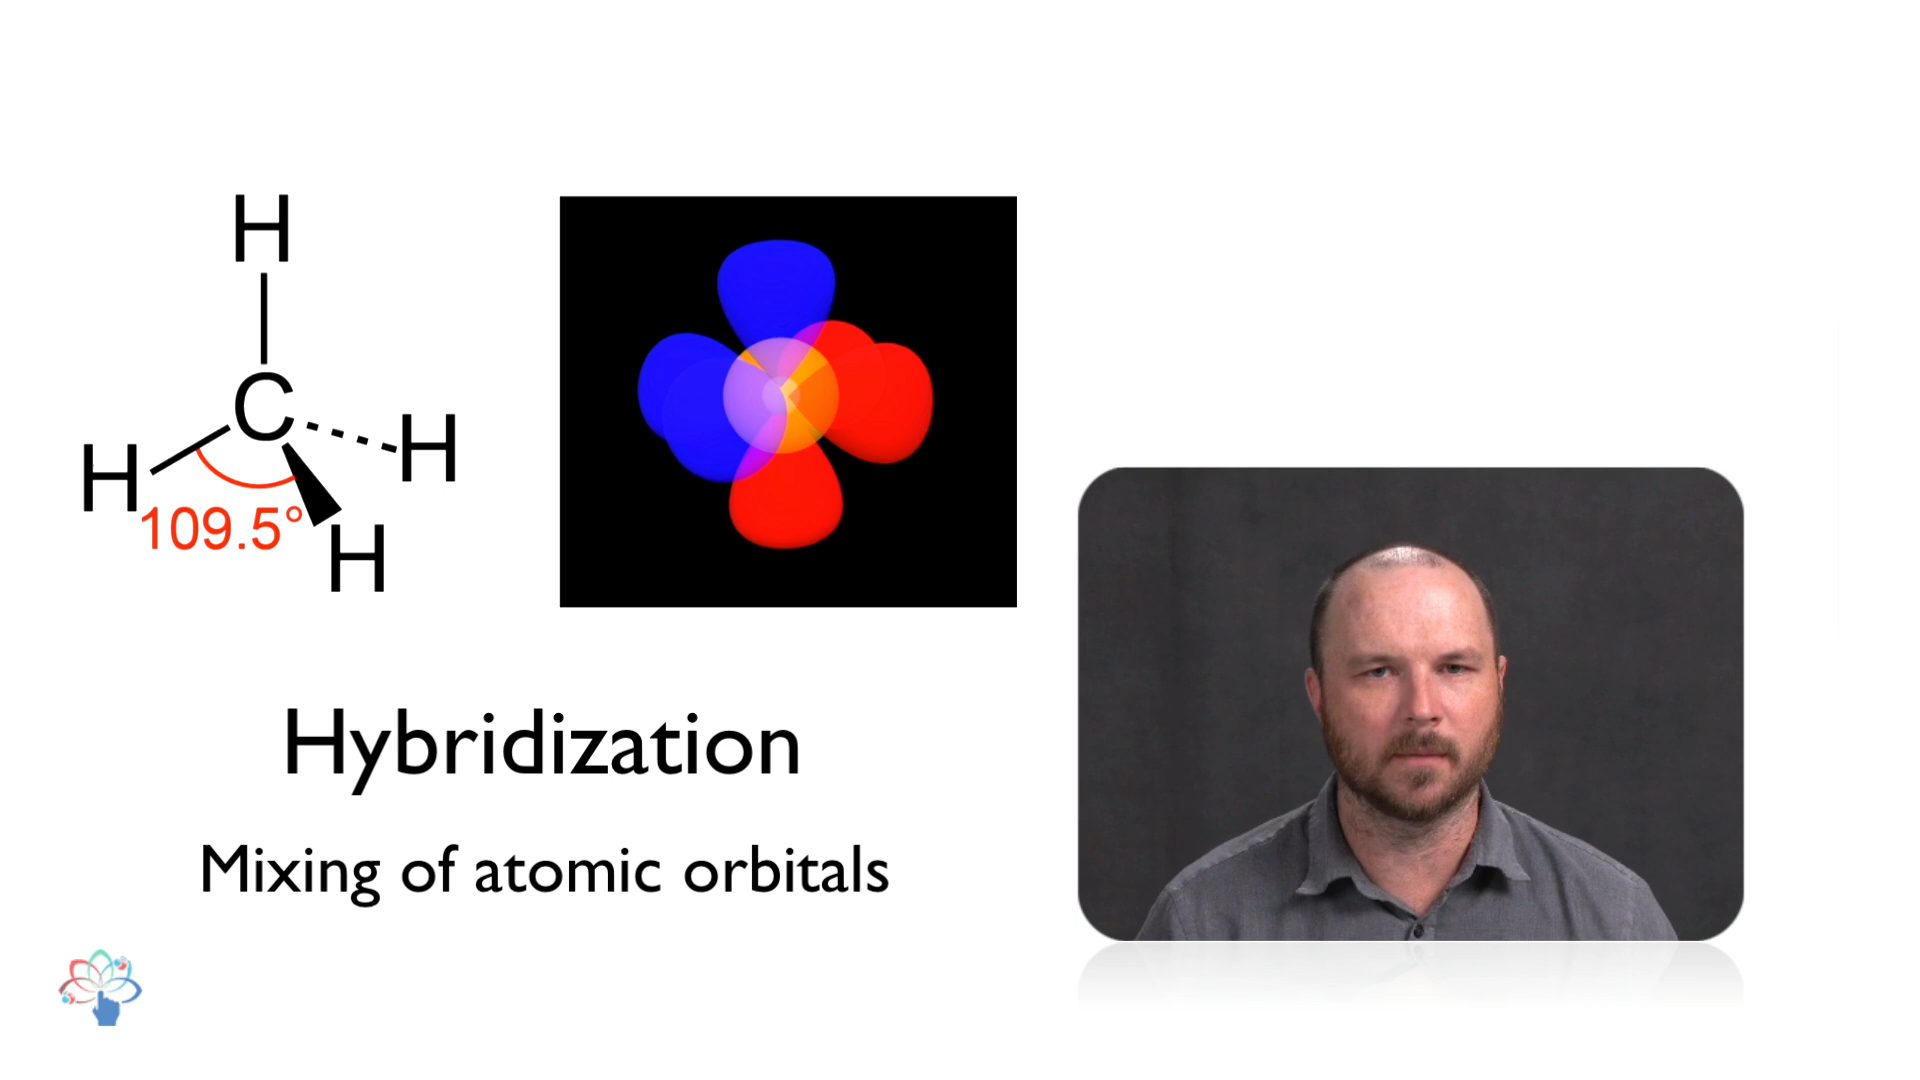 H
C
H
H
109.5°
H
Hybridization
Mixing of atomic orbitals